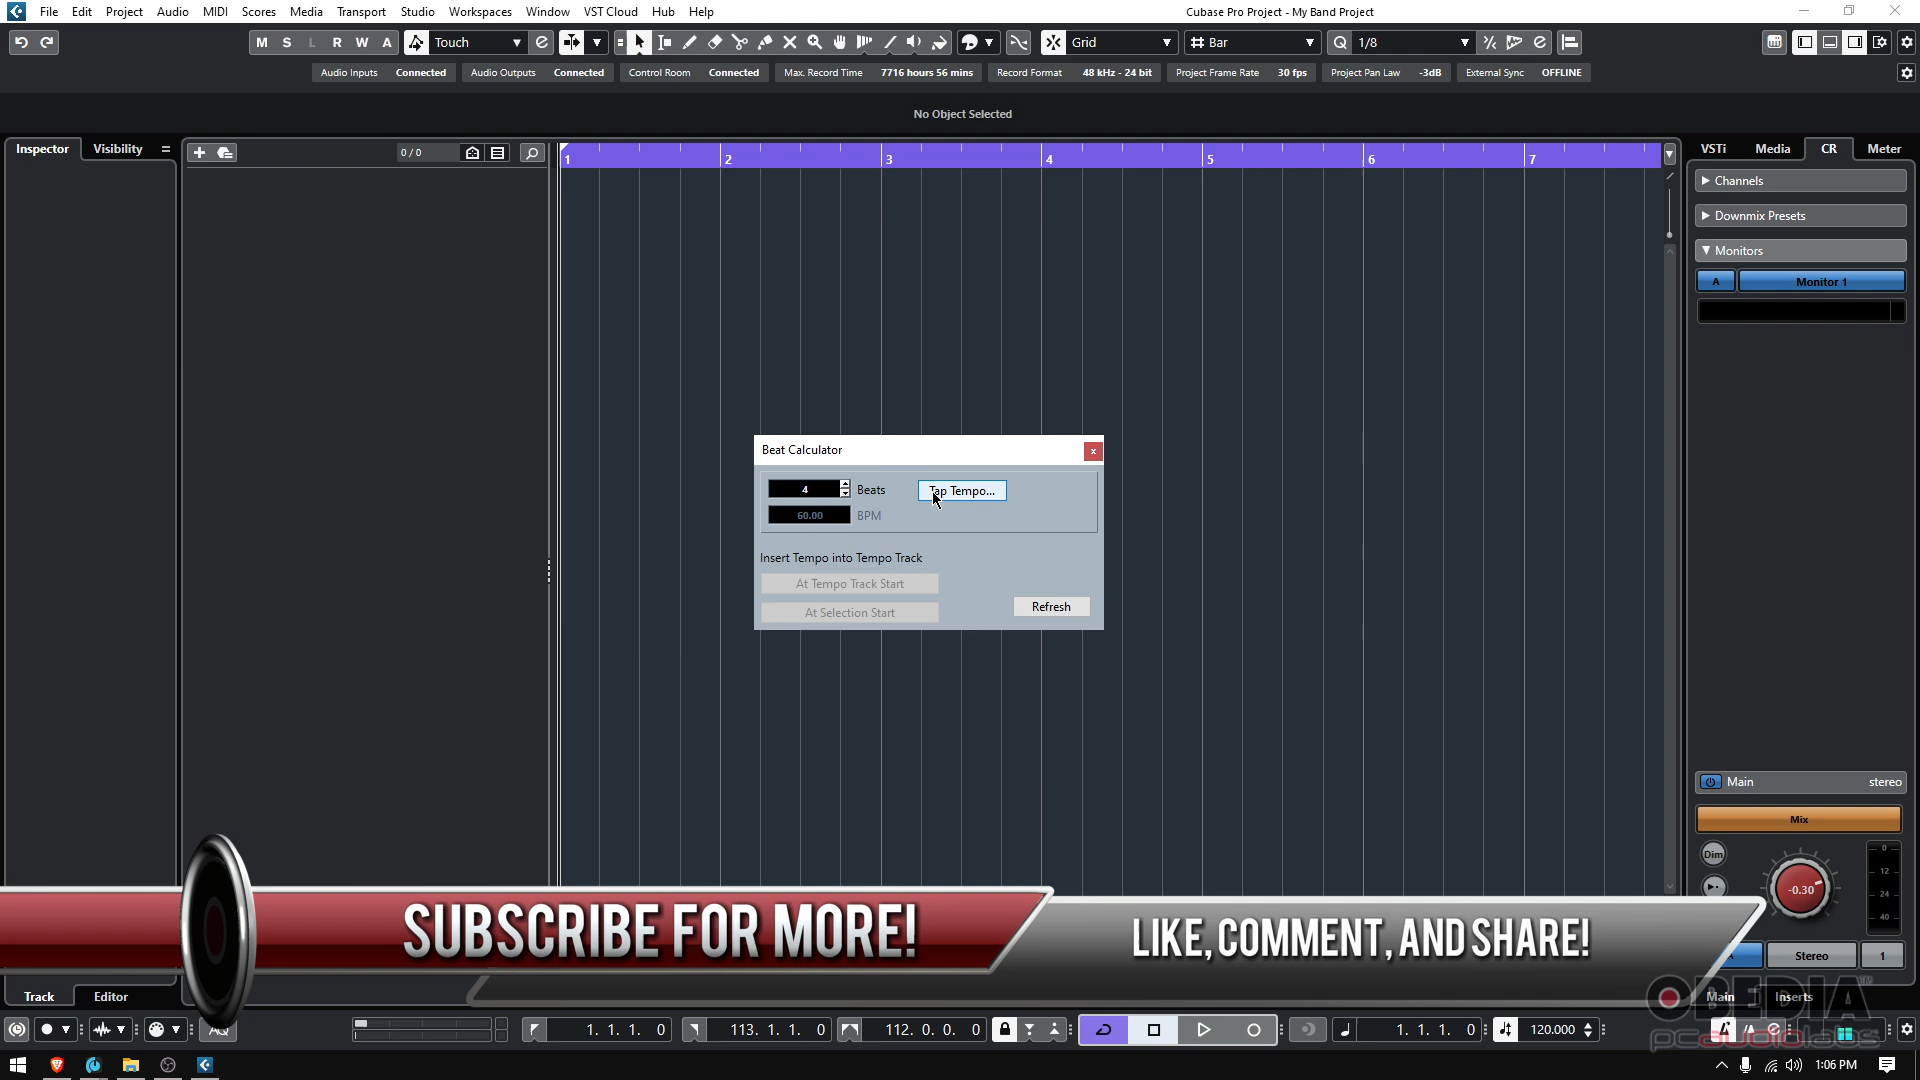 File Edit Project Audio MIDI Scores Media Transport Studio Workspaces Window VST Cloud Hub Help
Cubase Pro Project - My Band Project
M S L R W A Touch Grid Bar Q 1/8
Audio Inputs Connected Audio Outputs Connected Control Room Connected Max. Record Time 7716 hours 56 mins Record Format 48 kHz - 24 bit Project Frame Rate 30 fps Project Pan Law -3dB External Sync OFFLINE
No Object Selected
Inspector Visibility
0 / 0
1 2 3 4 5 6 7
VSTi Media CR Meter
Channels
Downmix Presets
Monitors
A Monitor 1
Beat Calculator
x
4 Beats
Tap Tempo...
60.00 BPM
Insert Tempo into Tempo Track
At Tempo Track Start
At Selection Start
Refresh
Main stereo
Mix
Dim
-0.30
0
12
24
40
SUBSCRIBE FOR MORE!
LIKE, COMMENT, AND SHARE!
Stereo 1
Track Editor
Main Inserts
OBEDIA
pcaudiolabs
AQ
1. 1. 1. 0
113. 1. 1. 0
112. 0. 0. 0
1. 1. 1. 0
120.000
1:06 PM